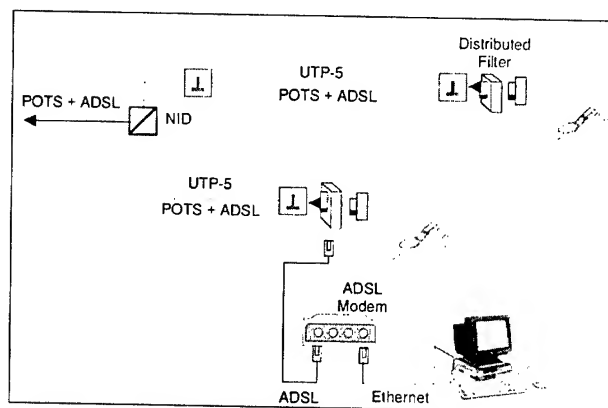 Distributed
Filter
UTP-5
POTS + ADSL
POTS + ADSL
NID
UTP-5
POTS + ADSL
ADSL
Modem
ADSL
Ethernet